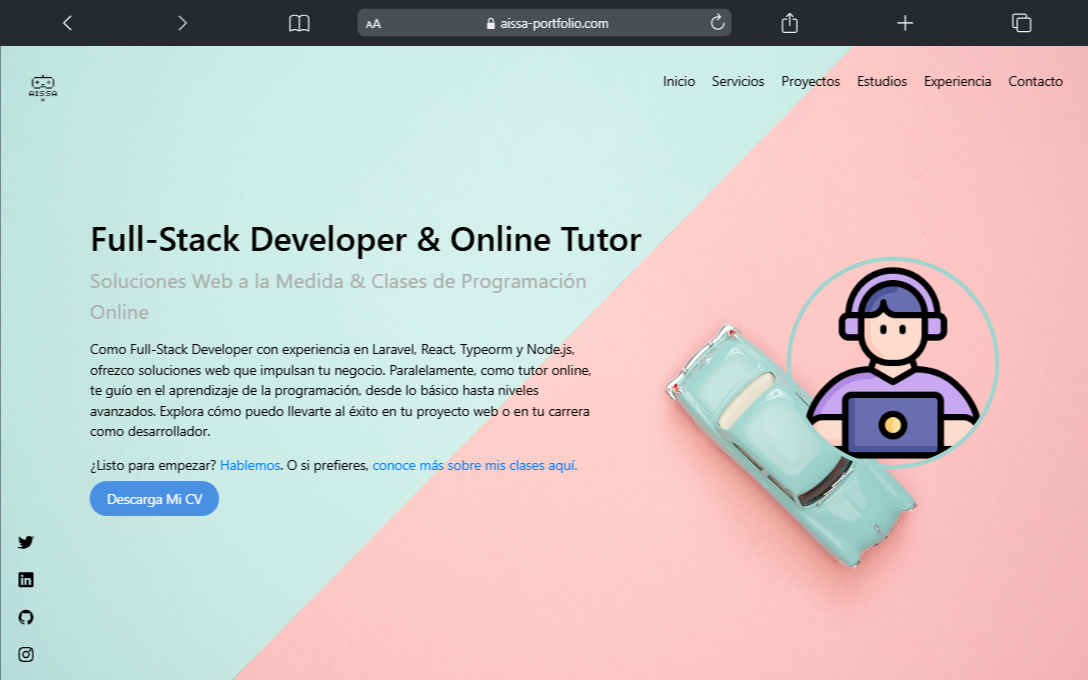 AA aissa-portfolio.com
AISSA
Inicio Servicios Proyectos Estudios Experiencia Contacto
Full-Stack Developer & Online Tutor
Soluciones Web a la Medida & Clases de Programación
Online
Como Full-Stack Developer con experiencia en Laravel, React, Typeorm y Node.js,
ofrezco soluciones web que impulsan tu negocio. Paralelamente, como tutor online,
te guío en el aprendizaje de la programación, desde lo básico hasta niveles
avanzados. Explora cómo puedo llevarte al éxito en tu proyecto web o en tu carrera
como desarrollador.
¿Listo para empezar? Hablemos. O si prefieres, conoce más sobre mis clases aquí.
Descarga Mi CV
in